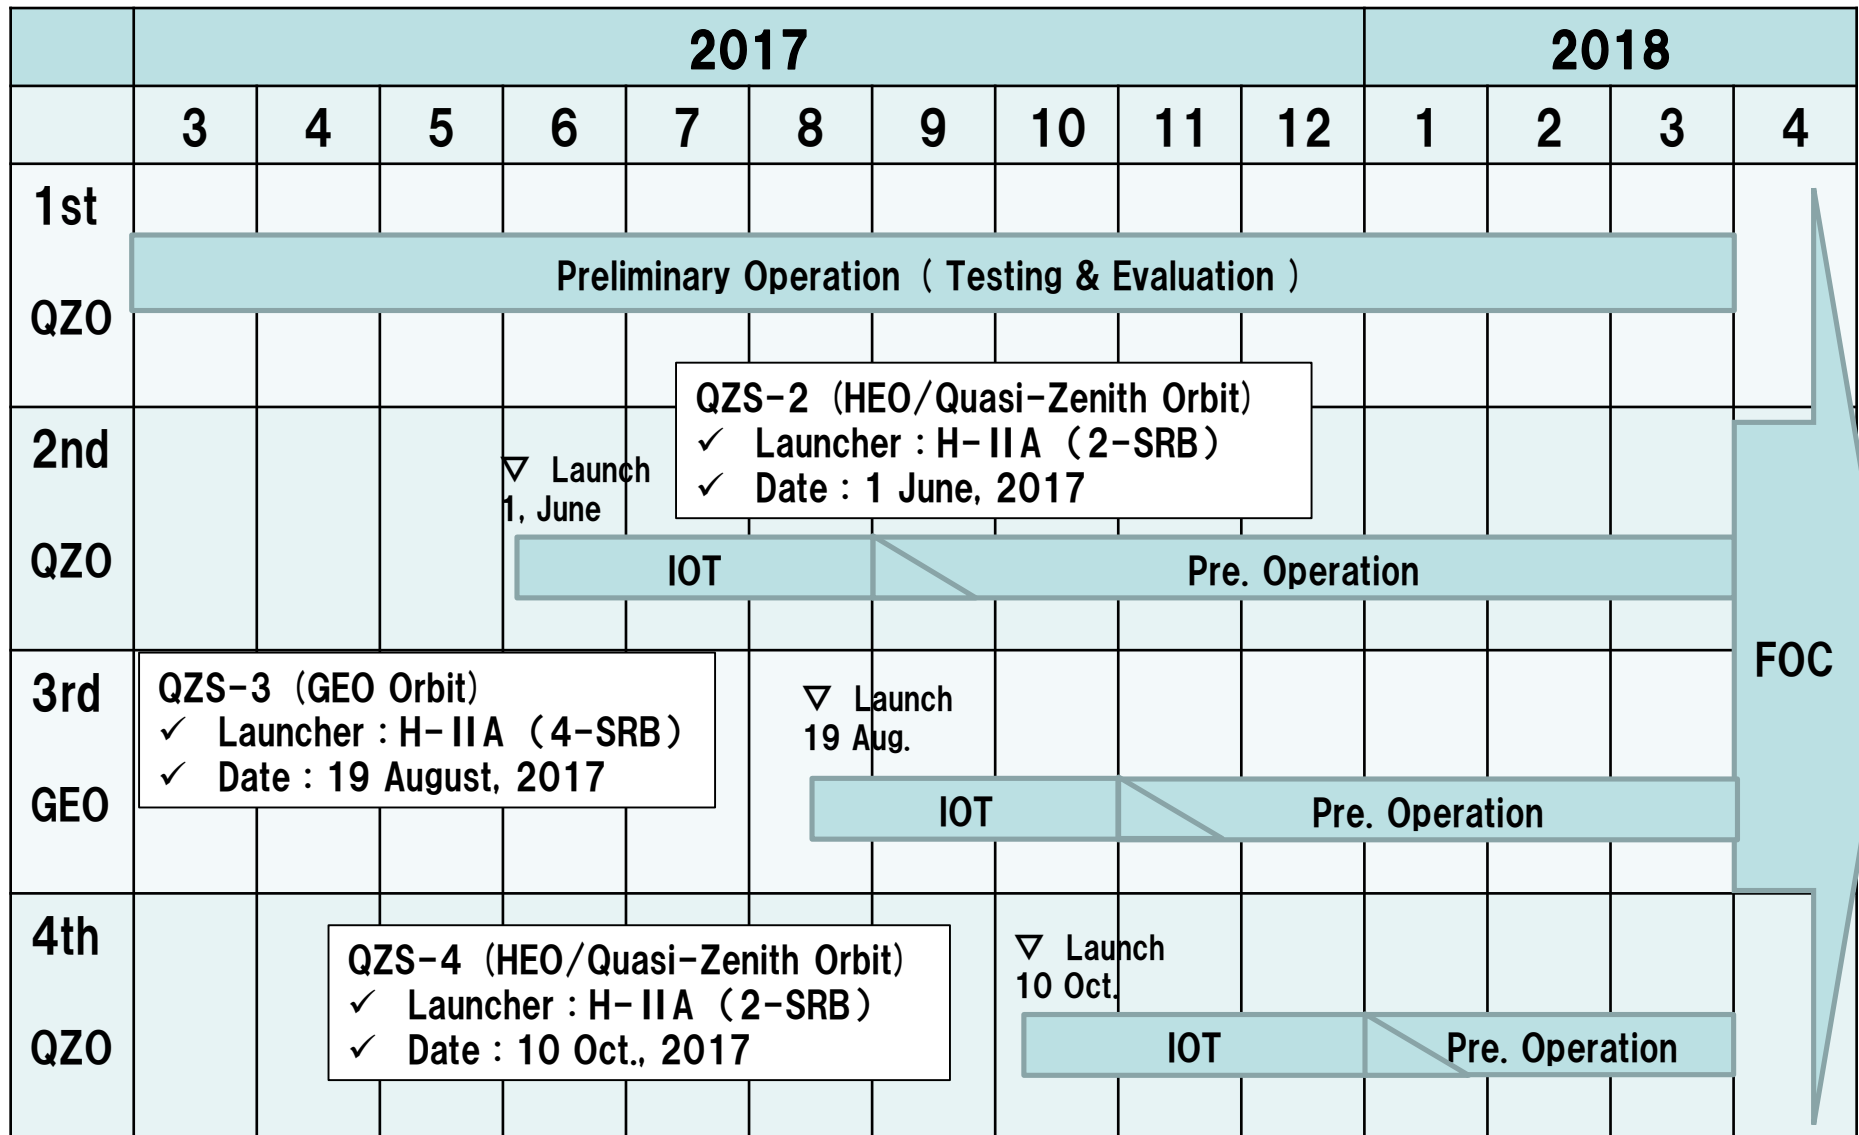 2017 2018
3 4 5 6 7 8 9 10 11 12 1 2 3 4
1st
QZO
Preliminary Operation ( Testing & Evaluation )
2nd
QZO
QZS-2 (HEO/Quasi-Zenith Orbit)
✓ Launcher : H-IIA (2-SRB)
✓ Date : 1 June, 2017
▽ Launch
1, June
IOT Pre. Operation
3rd
GEO
QZS-3 (GEO Orbit)
✓ Launcher : H-IIA (4-SRB)
✓ Date : 19 August, 2017
▽ Launch
19 Aug.
IOT Pre. Operation
FOC
4th
QZO
QZS-4 (HEO/Quasi-Zenith Orbit)
✓ Launcher : H-IIA (2-SRB)
✓ Date : 10 Oct., 2017
▽ Launch
10 Oct.
IOT Pre. Operation